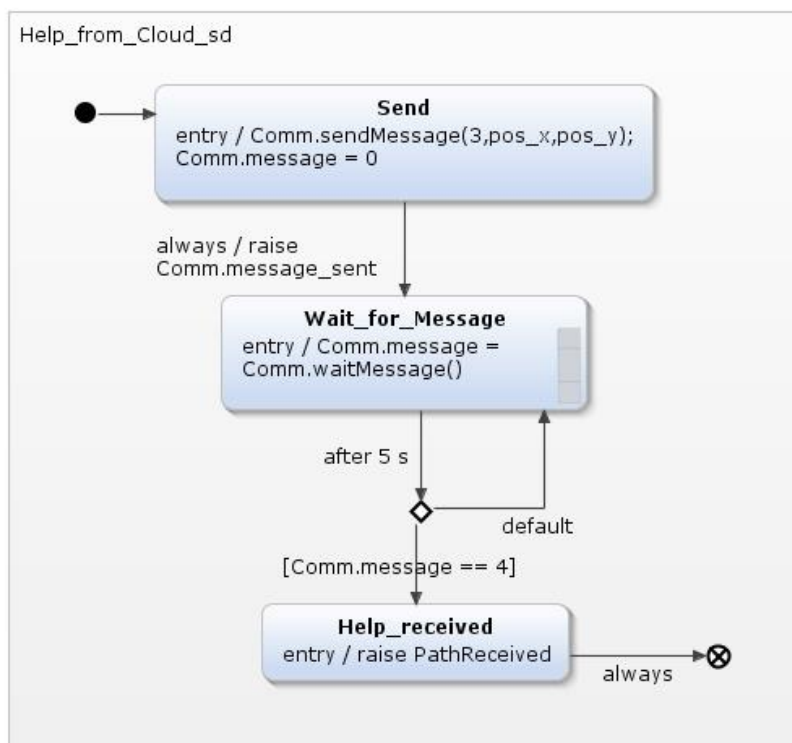 Help_from_Cloud_sd
Send
entry / Comm.sendMessage(3,pos_x,pos_y);
Comm.message = 0
always / raise
Comm.message_sent
Wait_for_Message
entry / Comm.message =
Comm.waitMessage()
after 5 s
default
[Comm.message == 4]
Help_received
entry / raise PathReceived
always